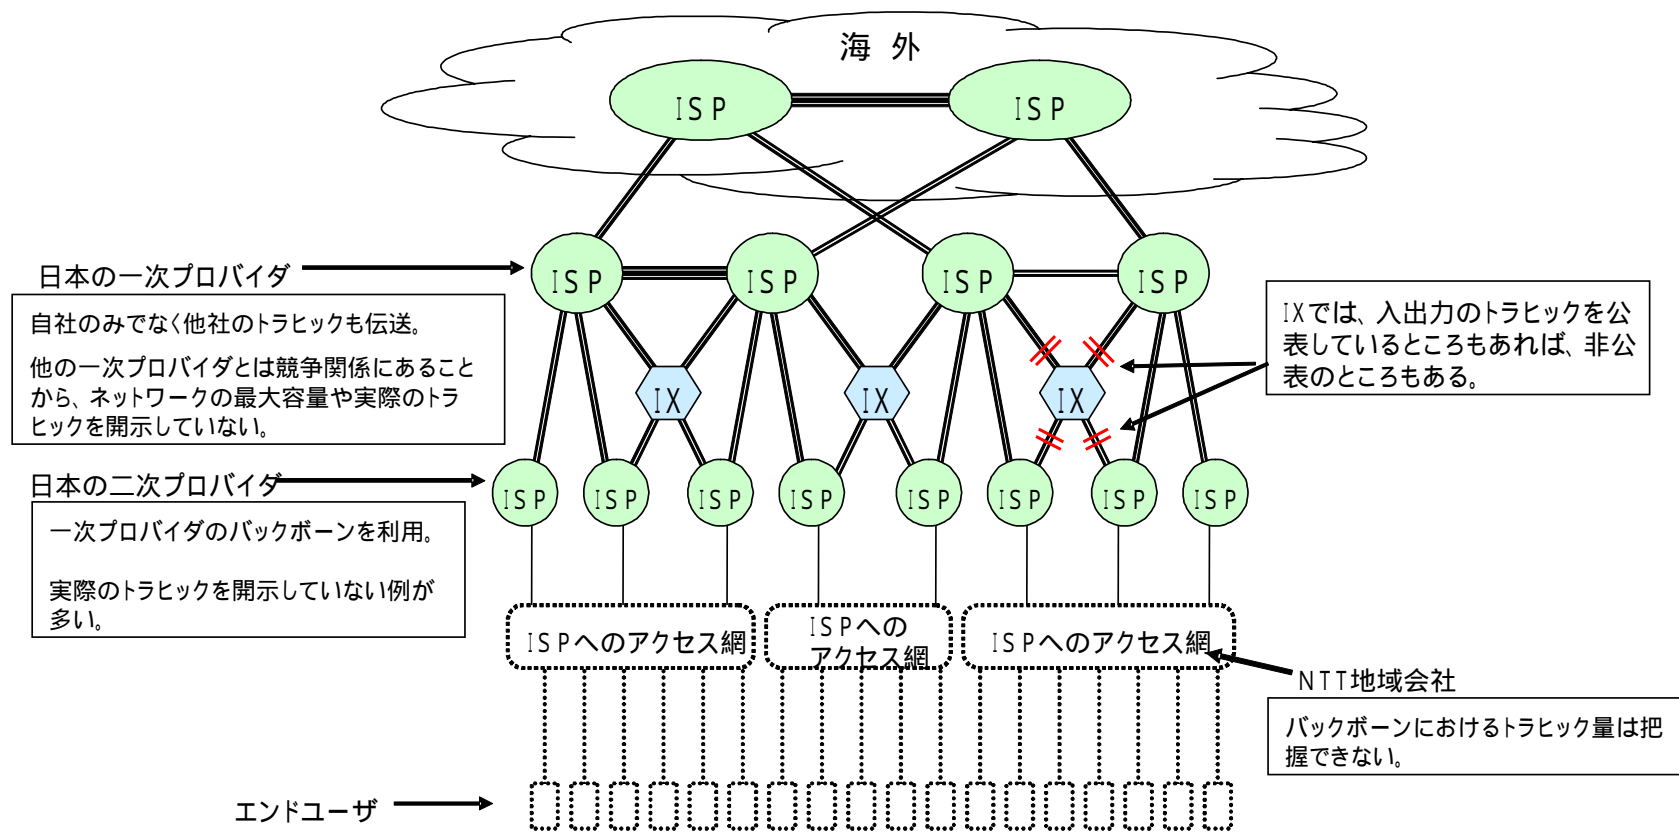 海 外
ISP
ISP
日本の一次プロバイダ
ISP
ISP
ISP
ISP
自社のみでなく他社のトラヒックも伝送。
他の一次プロバイダとは競争関係にあること
から、ネットワークの最大容量や実際のトラ
ヒックを開示していない。
IXでは、入出力のトラヒックを公
表しているところもあれば、非公
表のところもある。
IX
IX
IX
日本の二次プロバイダ
ISP
ISP
ISP
ISP
ISP
ISP
ISP
ISP
一次プロバイダのバックボーンを利用。
実際のトラヒックを開示していない例が
多い。
ISPへのアクセス網
ISPへの
アクセス網
ISPへのアクセス網
NTT地域会社
バックボーンにおけるトラヒック量は把
握できない。
エンドユーザ